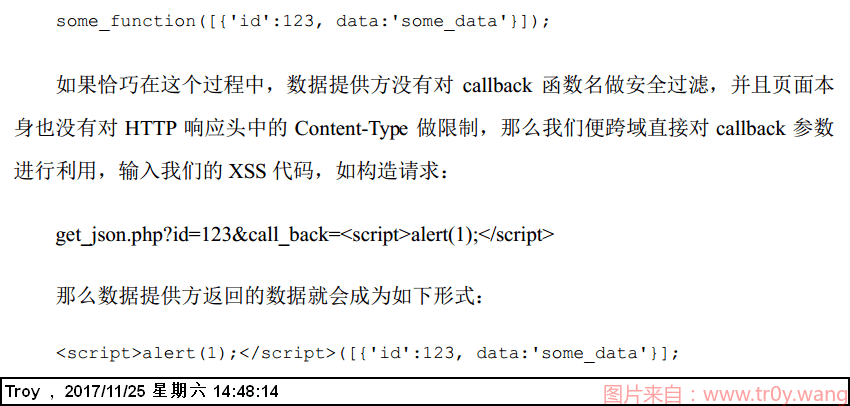 some_function([{'id':123, data:'some_data'}]);
如果恰巧在这个过程中，数据提供方没有对 callback 函数名做安全过滤，并且页面本
身也没有对 HTTP 响应头中的 Content-Type 做限制，那么我们便跨域直接对 callback 参数
进行利用，输入我们的 XSS 代码，如构造请求：
get_json.php?id=123&call_back=<script>alert(1);</script>
那么数据提供方返回的数据就会成为如下形式：
<script>alert(1);</script>([{'id':123, data:'some_data'}];
Troy , 2017/11/25 星期六 14:48:14
图片来自：www.tr0y.wang